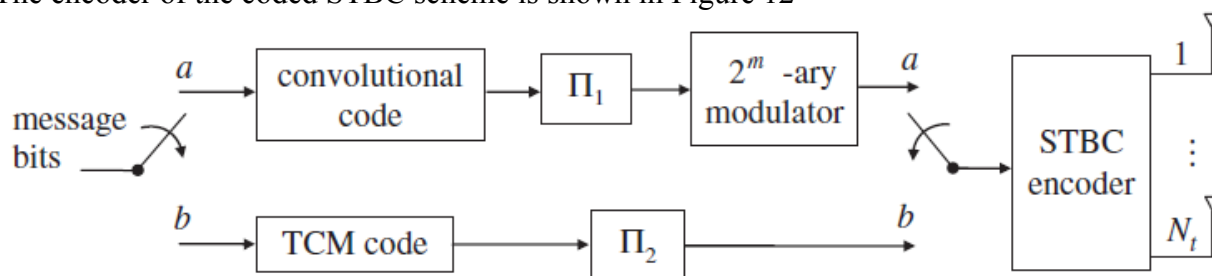 The encoder of the coded STBC scheme is shown in Figure 12
message
bits
a
convolutional
code
Π₁
2ᵐ -ary
modulator
a
b
TCM code
Π₂
b
STBC
encoder
1
⋮
Nₜ